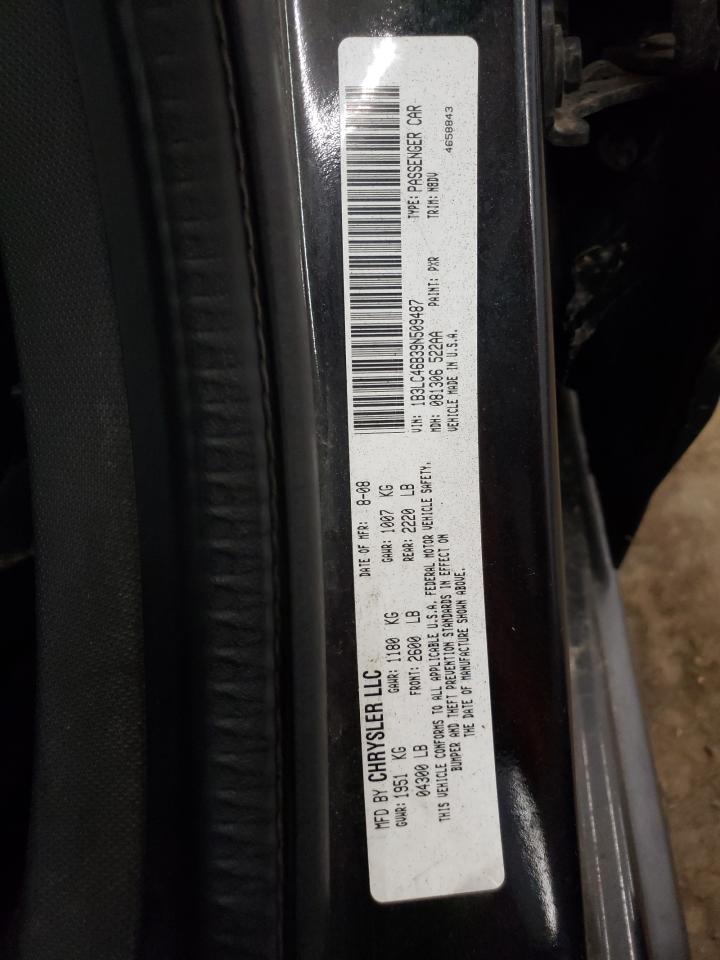 MFD BY CHRYSLER LLC
DATE OF MFR: 8-08
GVWR: 1951 KG
GAWR: 1180 KG
GAWR: 1007 KG
04300 LB
FRONT: 2600 LB
REAR: 2220 LB
THIS VEHICLE CONFORMS TO ALL APPLICABLE U.S.A. FEDERAL MOTOR VEHICLE SAFETY,
BUMPER AND THEFT PREVENTION STANDARDS IN EFFECT ON
THE DATE OF MANUFACTURE SHOWN ABOVE.
VIN: 1B3LC46B39N509487
TYPE: PASSENGER CAR
MDH: 081306 522AA
PAINT: PXR
TRIM: M8DV
VEHICLE MADE IN U.S.A.
4658843